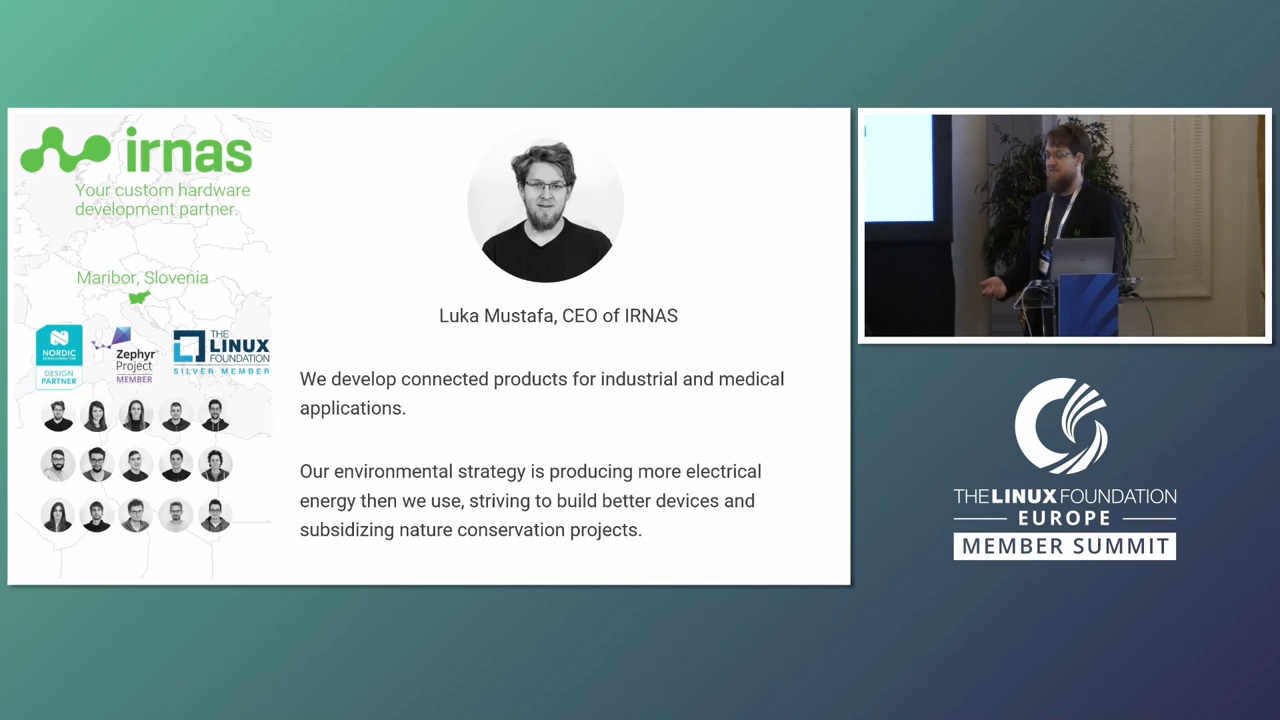 irnas
Your custom hardware
development partner.
Maribor, Slovenia
NORDIC
SEMICONDUCTOR
DESIGN
PARTNER
Zephyr
Project
MEMBER
THE
LINUX
FOUNDATION
SILVER MEMBER
Luka Mustafa, CEO of IRNAS
We develop connected products for industrial and medical
applications.
Our environmental strategy is producing more electrical
energy then we use, striving to build better devices and
subsidizing nature conservation projects.
THE LINUX FOUNDATION
EUROPE
MEMBER SUMMIT